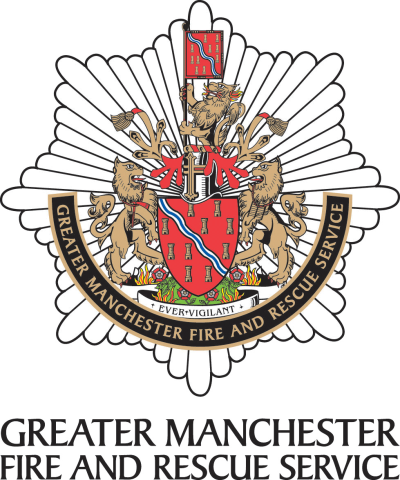 EVER•VIGILANT
GREATER MANCHESTER FIRE AND RESCUE SERVICE
GREATER MANCHESTER
FIRE AND RESCUE SERVICE